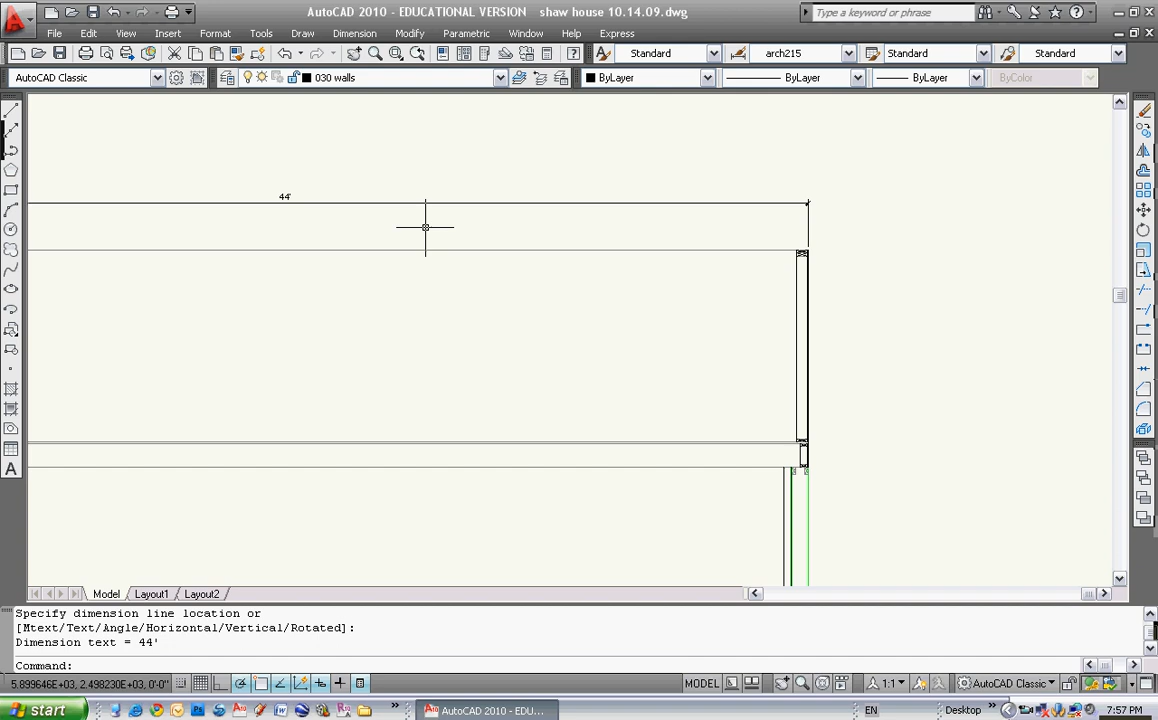 AutoCAD 2010 - EDUCATIONAL VERSION shaw house 10.14.09.dwg
Type a keyword or phrase
File Edit View Insert Format Tools Draw Dimension Modify Parametric Window Help Express
Standard arch215 Standard Standard
AutoCAD Classic 030 walls ByLayer ByLayer ByLayer ByColor
44'
Model Layout1 Layout2
Specify dimension line location or
[Mtext/Text/Angle/Horizontal/Vertical/Rotated]:
Dimension text = 44'
Command:
5.899646E+03, 2.498230E+03, 0'-0" MODEL 1:1 AutoCAD Classic
start AutoCAD 2010 - EDU... EN Desktop 7:57 PM